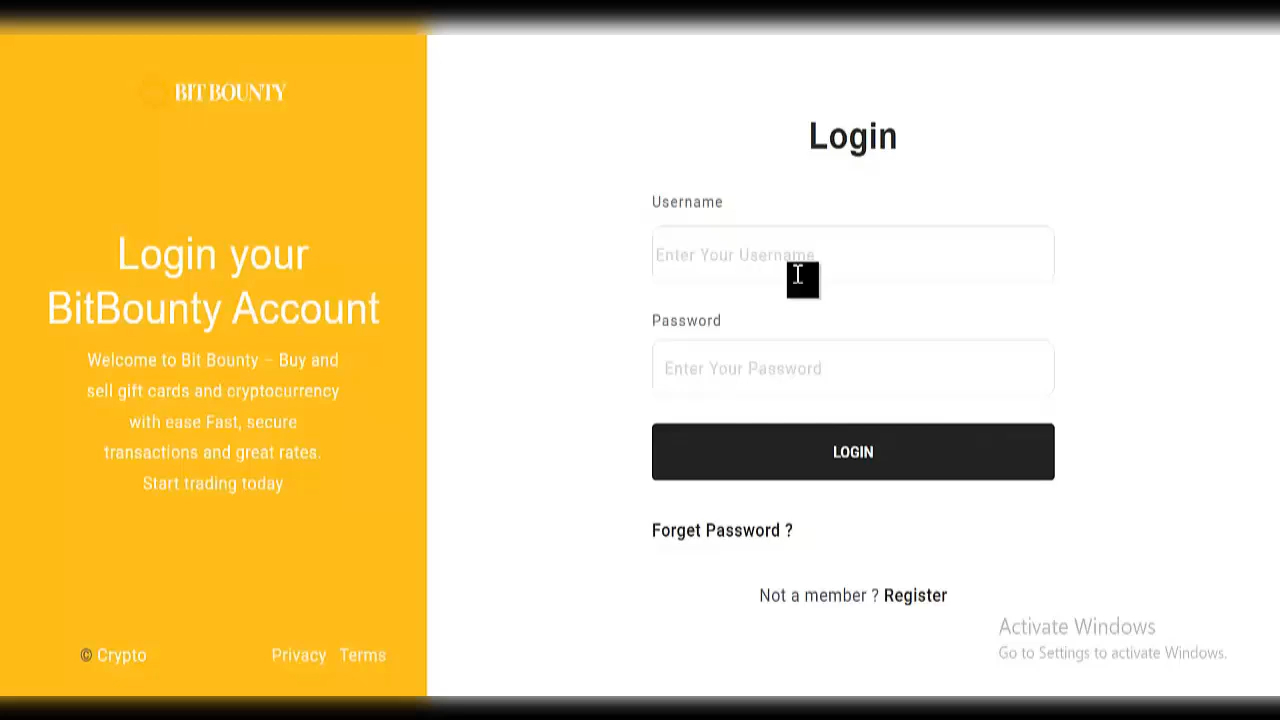 BIT BOUNTY
Login your
BitBounty Account
Welcome to Bit Bounty – Buy and
sell gift cards and cryptocurrency
with ease Fast, secure
transactions and great rates.
Start trading today
© Crypto
Privacy Terms
Login
Username
Enter Your Username
Password
Enter Your Password
LOGIN
Forget Password ?
Not a member ? Register
Activate Windows
Go to Settings to activate Windows.